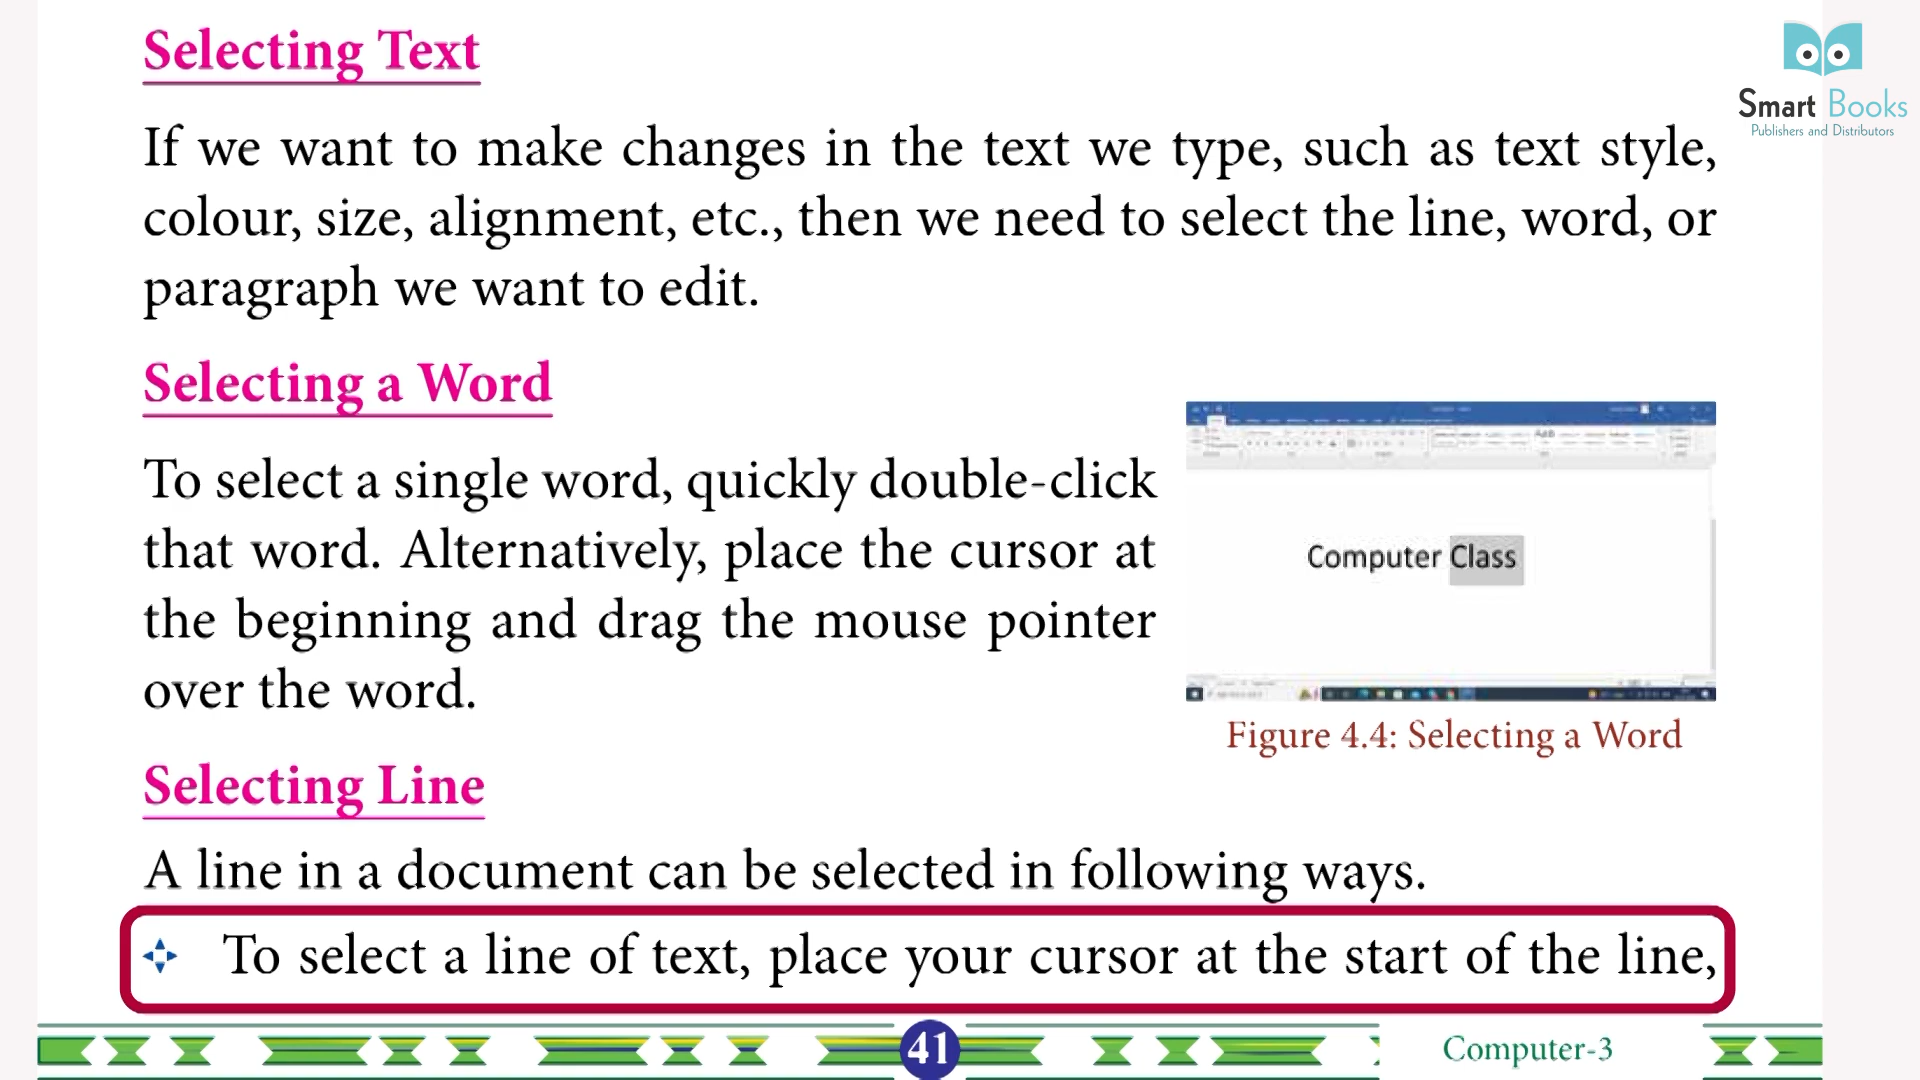 Selecting Text
Smart Books
Publishers and Distributors
If we want to make changes in the text we type, such as text style,
colour, size, alignment, etc., then we need to select the line, word, or
paragraph we want to edit.
Selecting a Word
To select a single word, quickly double-click
that word. Alternatively, place the cursor at
the beginning and drag the mouse pointer
over the word.
Computer Class
Figure 4.4: Selecting a Word
Selecting Line
A line in a document can be selected in following ways.
To select a line of text, place your cursor at the start of the line,
41
Computer-3